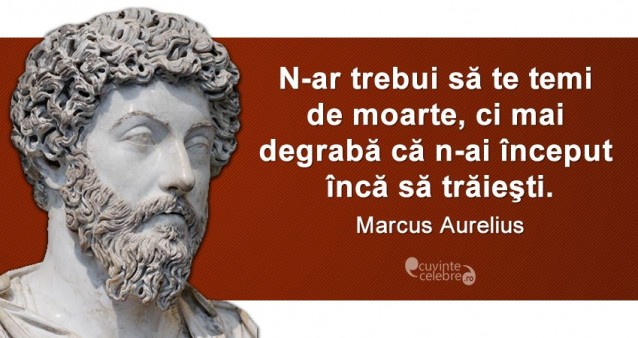 N-ar trebui să te temi
de moarte, ci mai
degrabă că n-ai început
încă să trăieşti.
Marcus Aurelius
cuvinte
celebre.ro